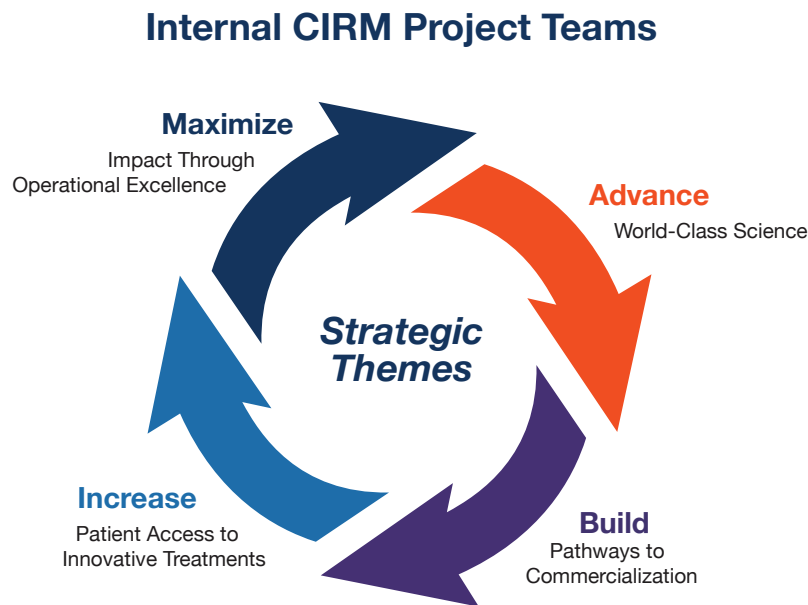 Internal CIRM Project Teams
Maximize
Impact Through
Operational Excellence
Advance
World-Class Science
Strategic
Themes
Increase
Patient Access to
Innovative Treatments
Build
Pathways to
Commercialization